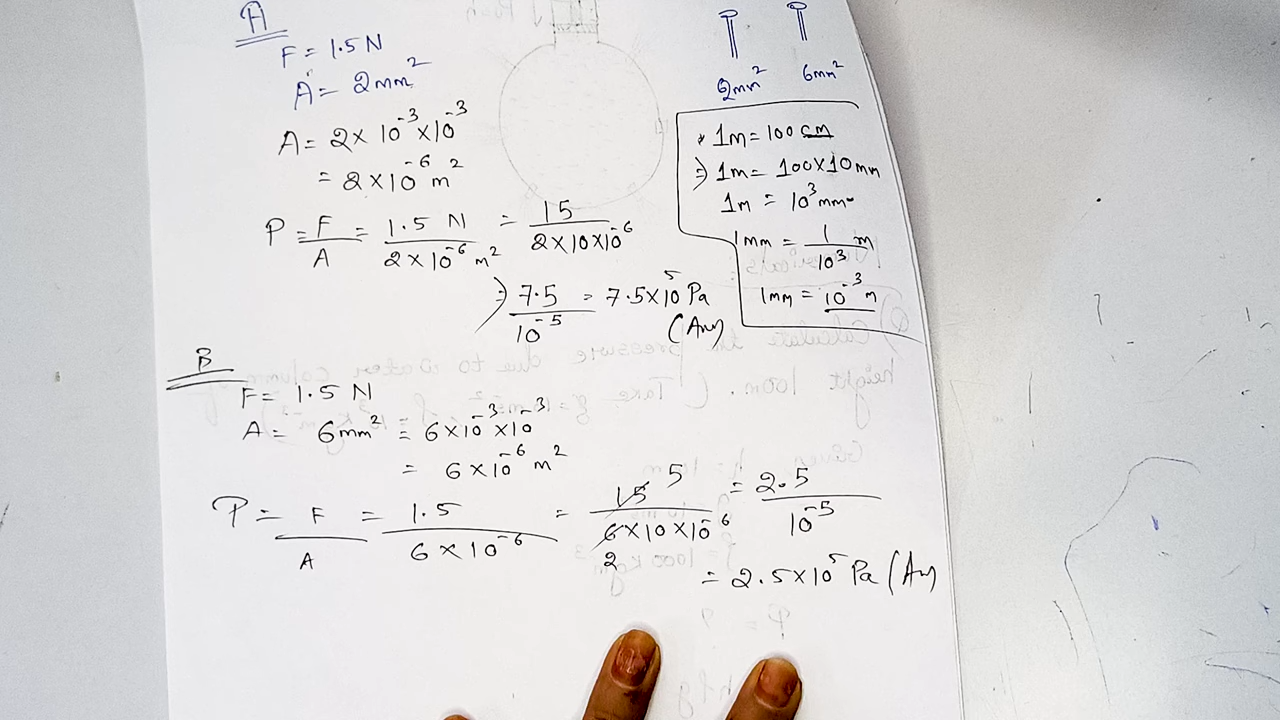 A
F = 1.5 N
A = 2mm²
A = 2 × 10⁻³ × 10⁻³
= 2 × 10⁻⁶ m²
P = F/A = 1.5 N / 2 × 10⁻⁶ m² = 15 / 2 × 10 × 10⁻⁶
⇒ 7.5 / 10⁻⁵ = 7.5 × 10⁵ Pa
(Ans)
2mm² 6mm²
* 1m = 100 cm
⇒ 1m = 100 × 10 mm
1m = 10³ mm
1mm = 1/10³ m
1mm = 10⁻³ m
B
F = 1.5 N
A = 6mm² = 6 × 10⁻³ × 10⁻³
= 6 × 10⁻⁶ m²
P = F/A = 1.5 / 6 × 10⁻⁶ = 15 5 / 6 × 10 × 10⁻⁶ 2 = 2.5 / 10⁻⁵
= 2.5 × 10⁵ Pa (Ans)